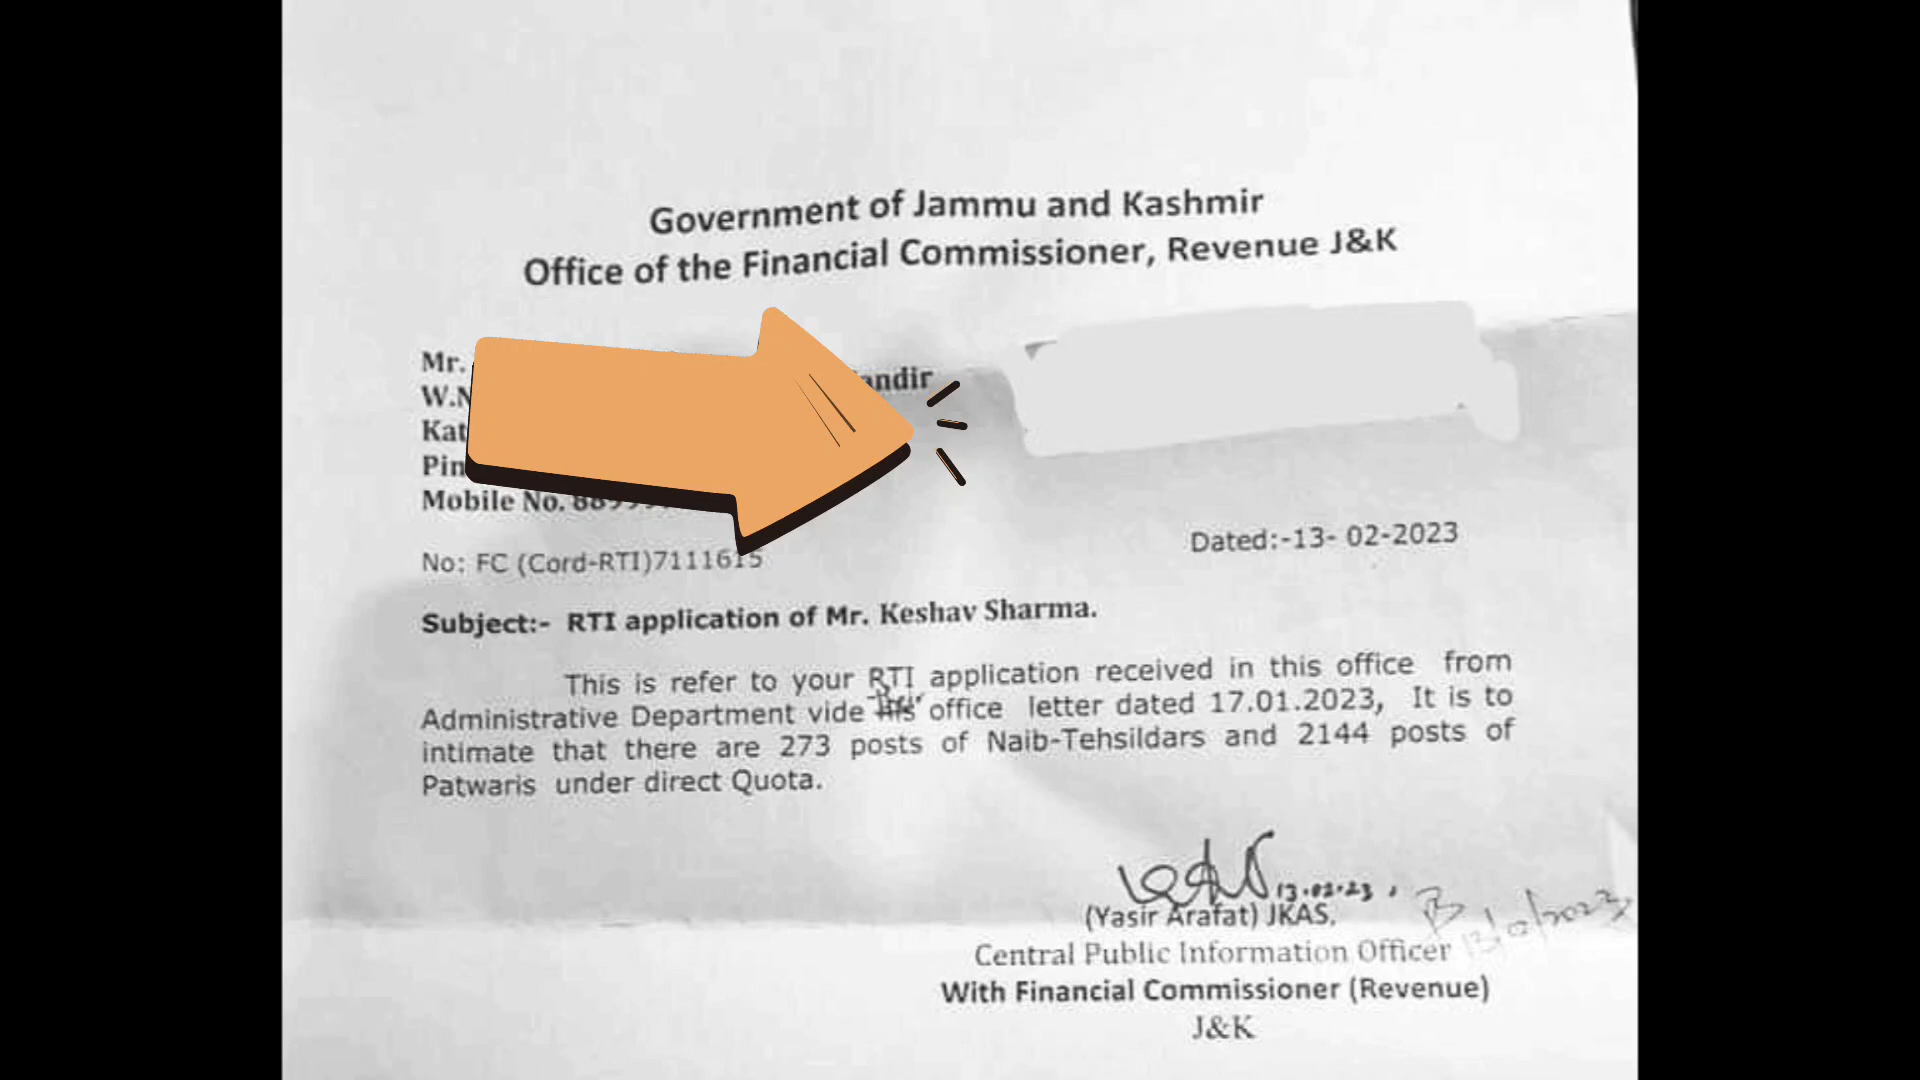 Government of Jammu and Kashmir
Office of the Financial Commissioner, Revenue J&K
Mr.
Mobile No.
No: FC (Cord-RTI)7111615
Dated:-13- 02-2023
Subject:- RTI application of Mr. Keshav Sharma.
This is refer to your RTI application received in this office from
Administrative Department vide office letter dated 17.01.2023, It is to
intimate that there are 273 posts of Naib-Tehsildars and 2144 posts of
Patwaris under direct Quota.
13.02.23
(Yasir Arafat) JKAS,
13/02/2023
Central Public Information Officer
With Financial Commissioner (Revenue)
J&K